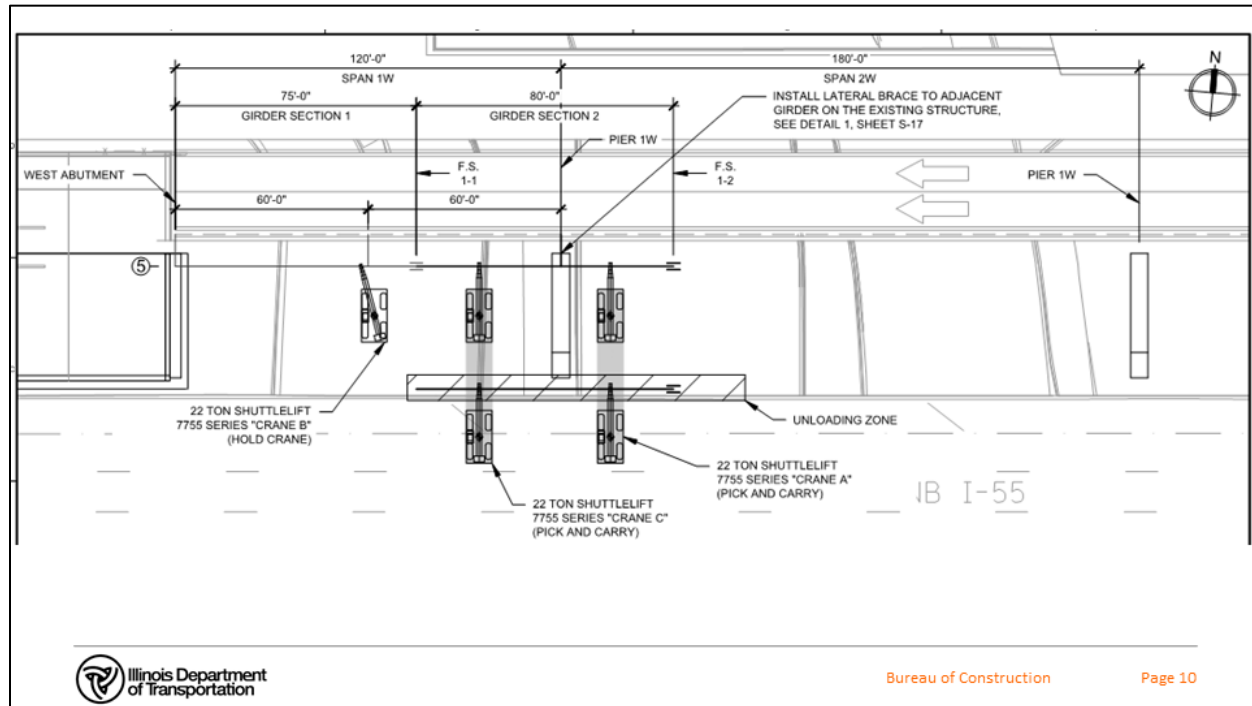 120'-0"
180'-0"
SPAN 1W
SPAN 2W
75'-0"
80'-0"
GIRDER SECTION 1
GIRDER SECTION 2
INSTALL LATERAL BRACE TO ADJACENT
GIRDER ON THE EXISTING STRUCTURE,
SEE DETAIL 1, SHEET S-17
N
PIER 1W
WEST ABUTMENT
F.S.
1-1
F.S.
1-2
PIER 1W
60'-0"
60'-0"
5
22 TON SHUTTLELIFT
7755 SERIES "CRANE B"
(HOLD CRANE)
UNLOADING ZONE
22 TON SHUTTLELIFT
7755 SERIES "CRANE A"
(PICK AND CARRY)
22 TON SHUTTLELIFT
7755 SERIES "CRANE C"
(PICK AND CARRY)
NB I-55
Illinois Department
of Transportation
Bureau of Construction
Page 10